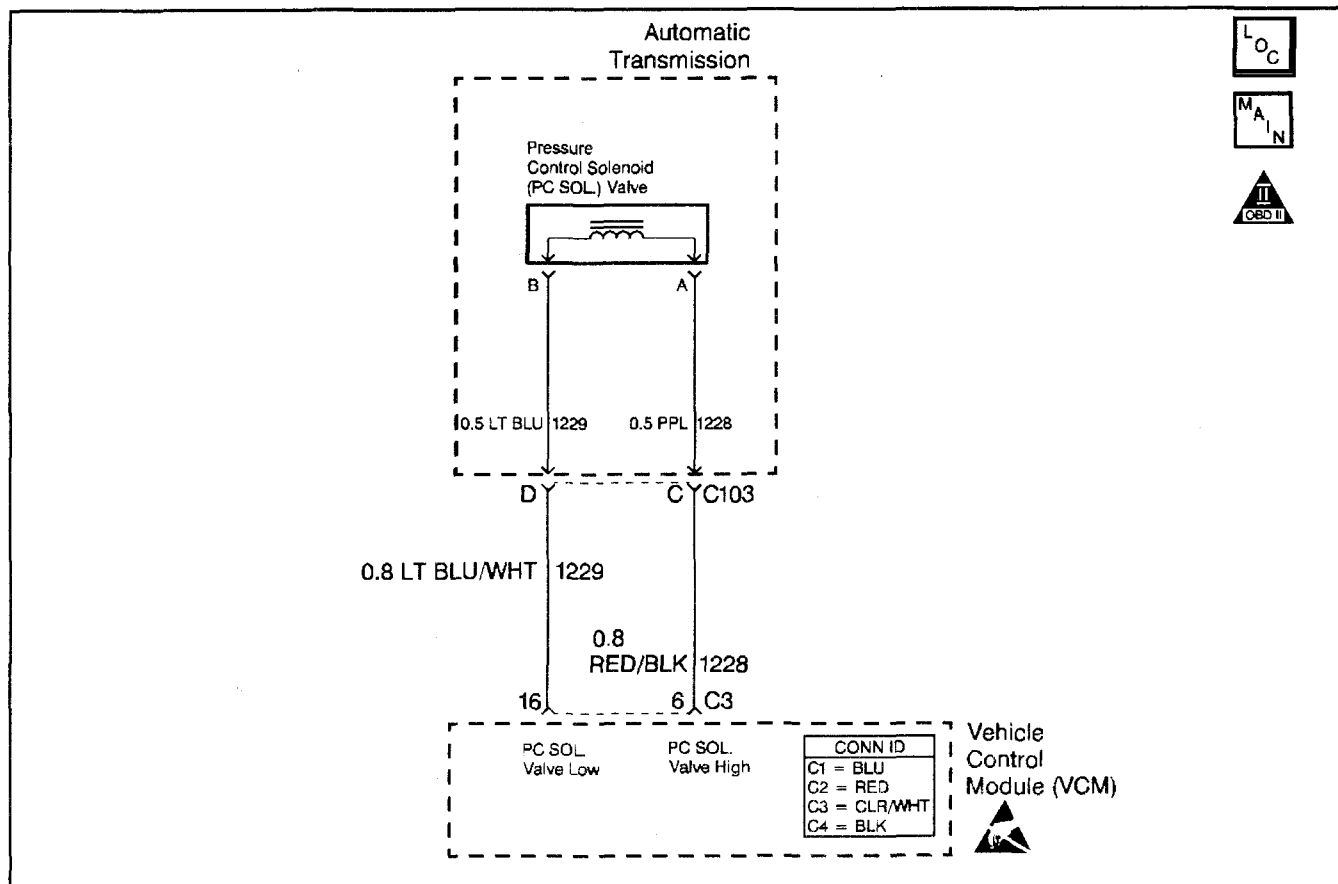 Automatic
Transmission
LOC
MAIN
II
OBD II
Pressure
Control Solenoid
(PC SOL.) Valve
B A
0.5 LT BLU 1229 0.5 PPL 1228
D C C103
0.8 LT BLU/WHT 1229
0.8
RED/BLK 1228
16 6 C3
PC SOL.
Valve Low
PC SOL.
Valve High
CONN ID
C1 = BLU
C2 = RED
C3 = CLR/WHT
C4 = BLK
Vehicle
Control
Module (VCM)